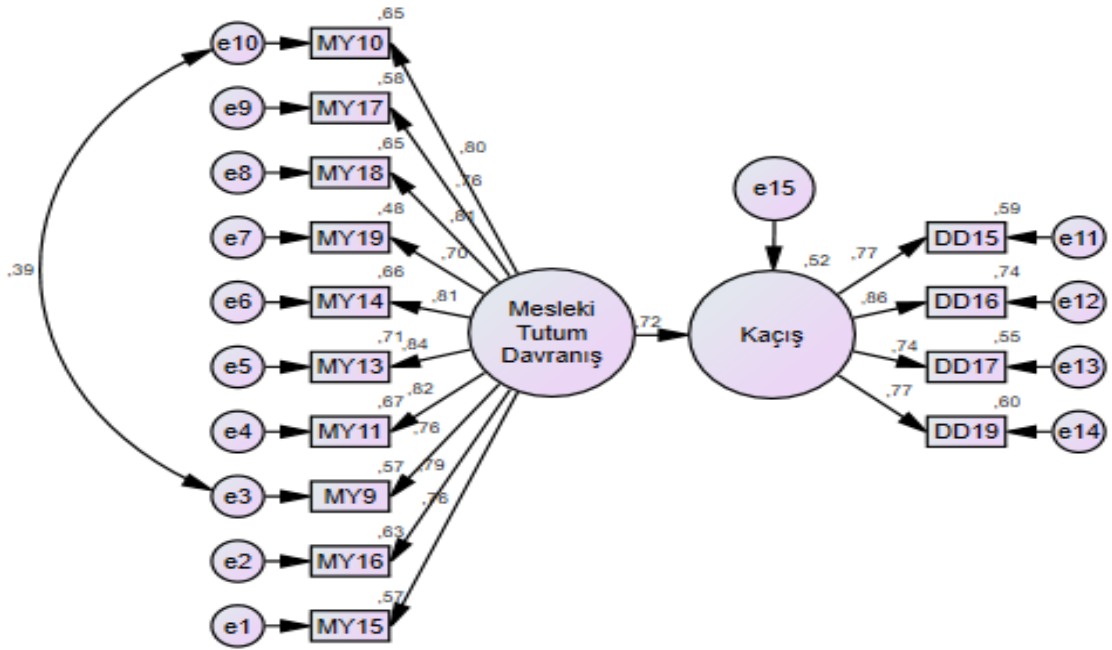 ,65
e10 MY10
,58
e9 MY17
,65
e8 MY18
,48
e7 MY19
,66
e6 MY14
,71
e5 MY13
,67
e4 MY11
,57
e3 MY9
,63
e2 MY16
,57
e1 MY15
,39
,80
,76
,81
,70
,81
,84
,82
,76
,79
,76
Mesleki
Tutum
Davranış
,72
e15
,52
Kaçış
,77
,86
,74
,77
,59
DD15 e11
,74
DD16 e12
,55
DD17 e13
,60
DD19 e14